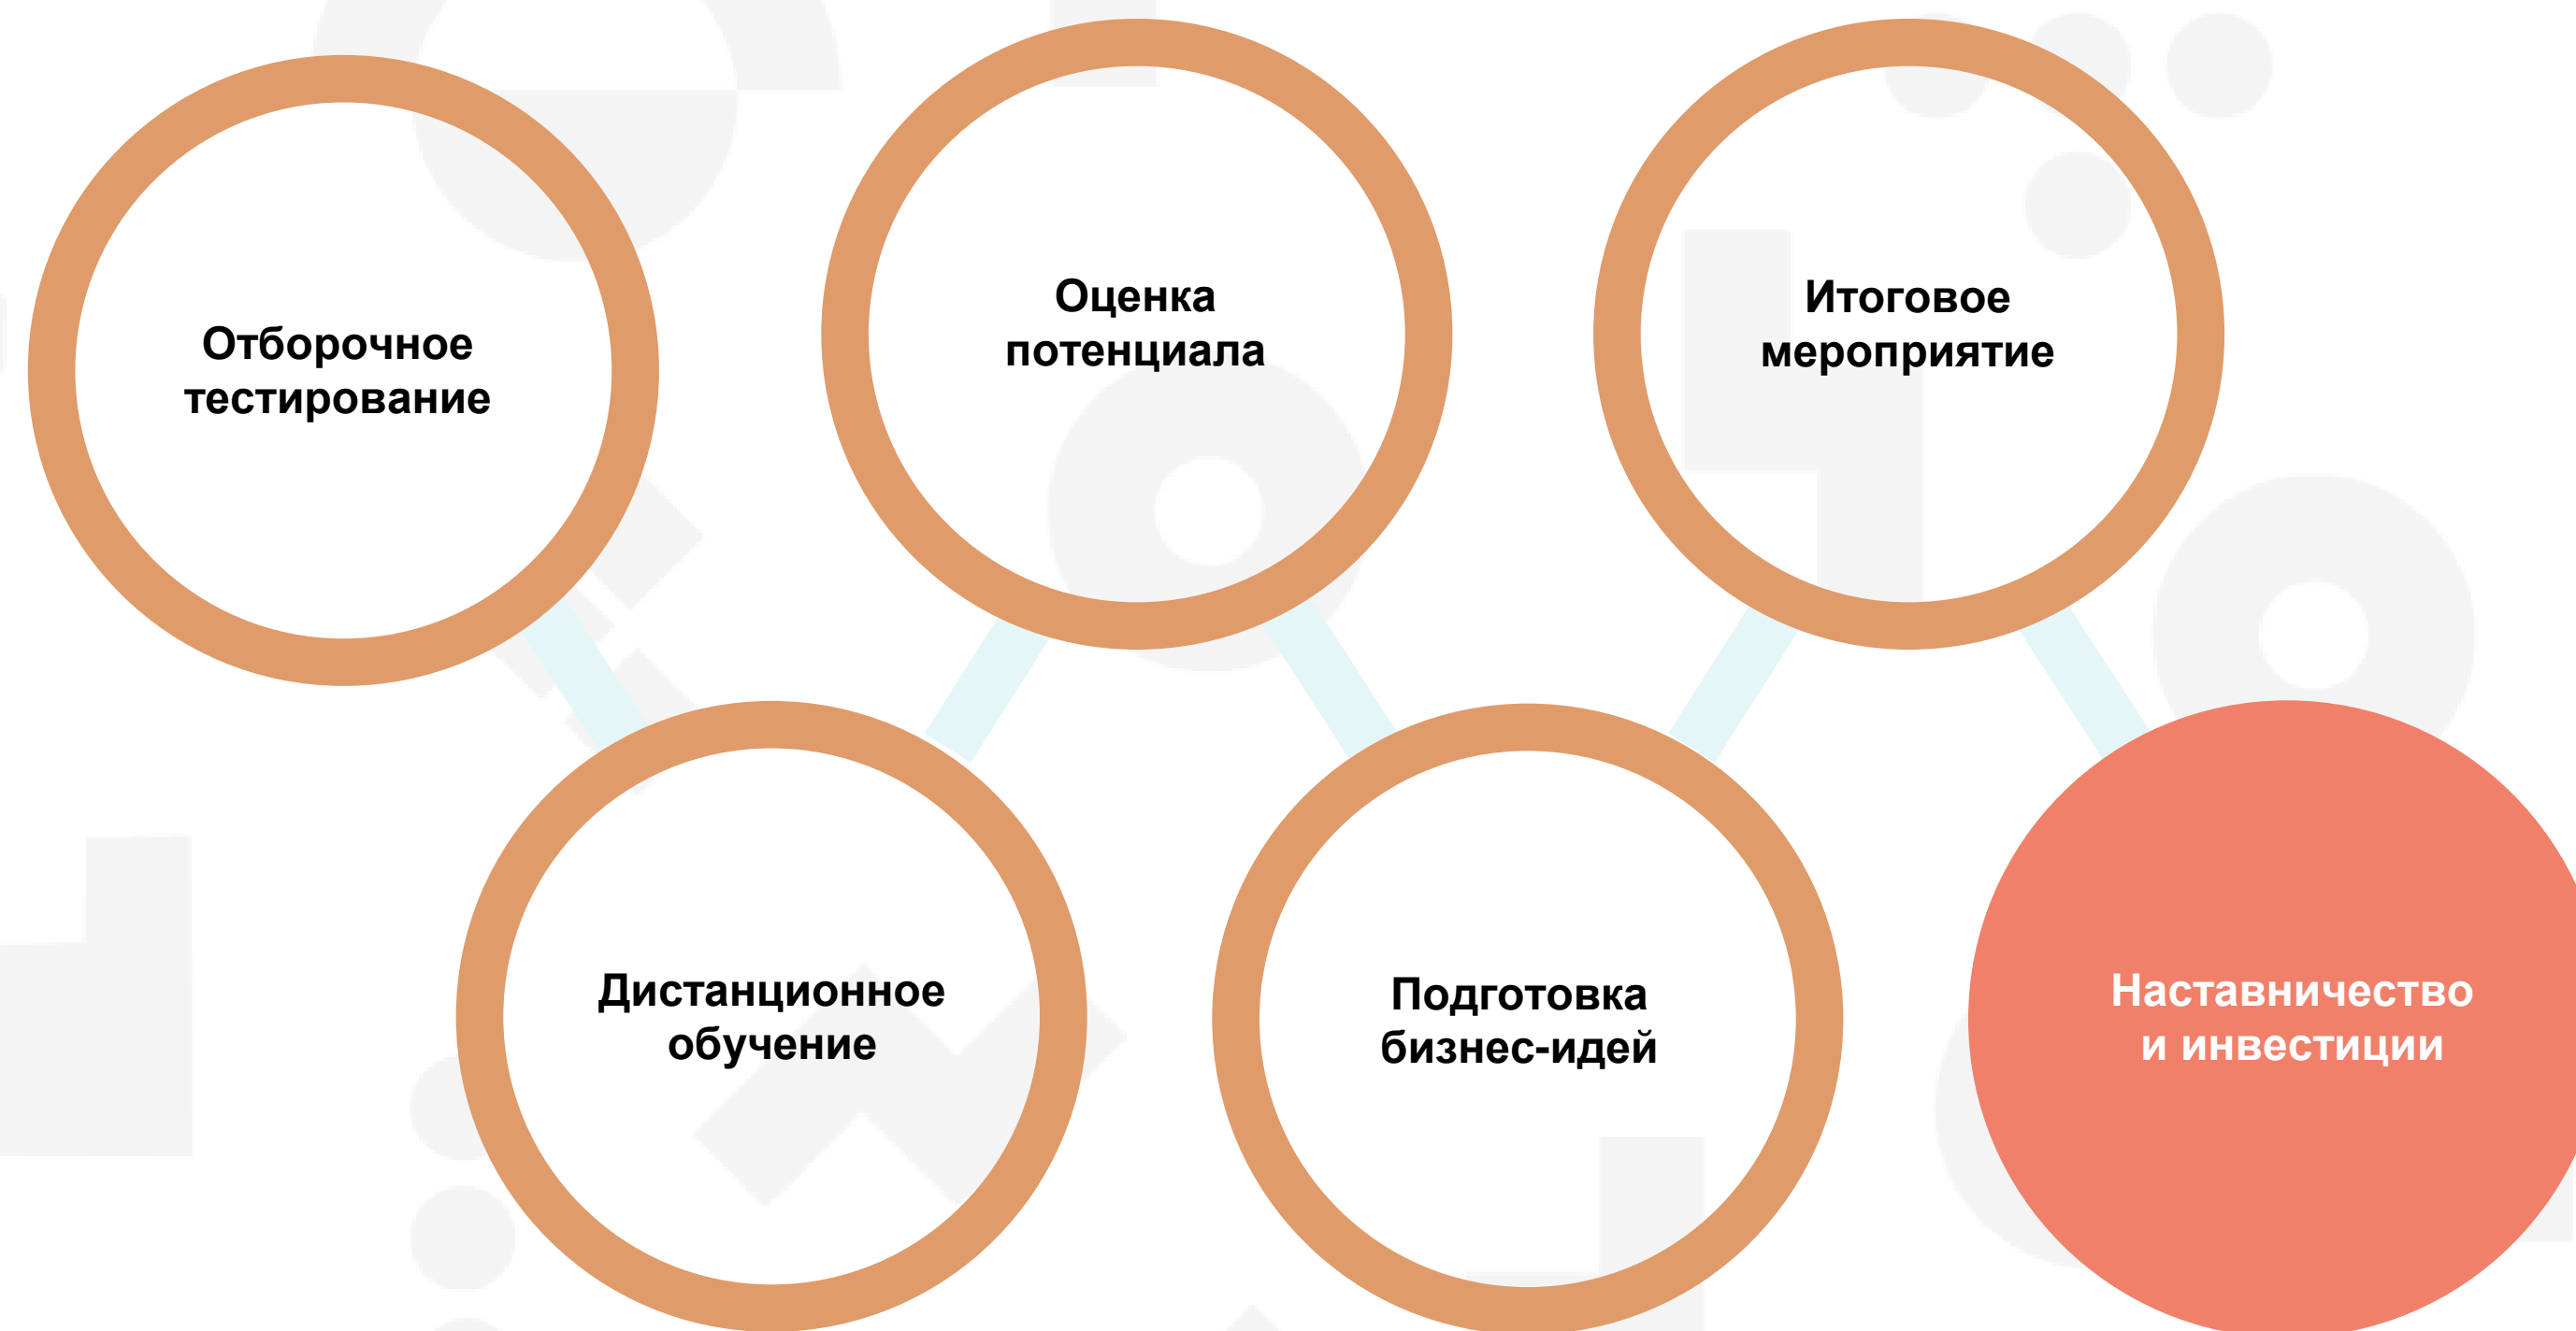 Отборочное
тестирование
Дистанционное
обучение
Оценка
потенциала
Подготовка
бизнес-идей
Итоговое
мероприятие
Наставничество
и инвестиции